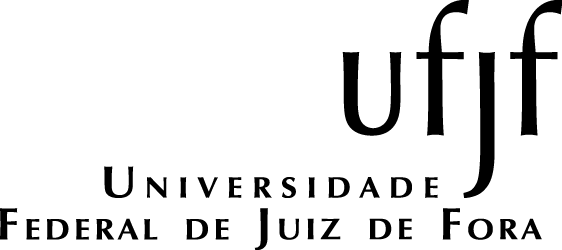 ufjf
UNIVERSIDADE
FEDERAL DE JUIZ DE FORA